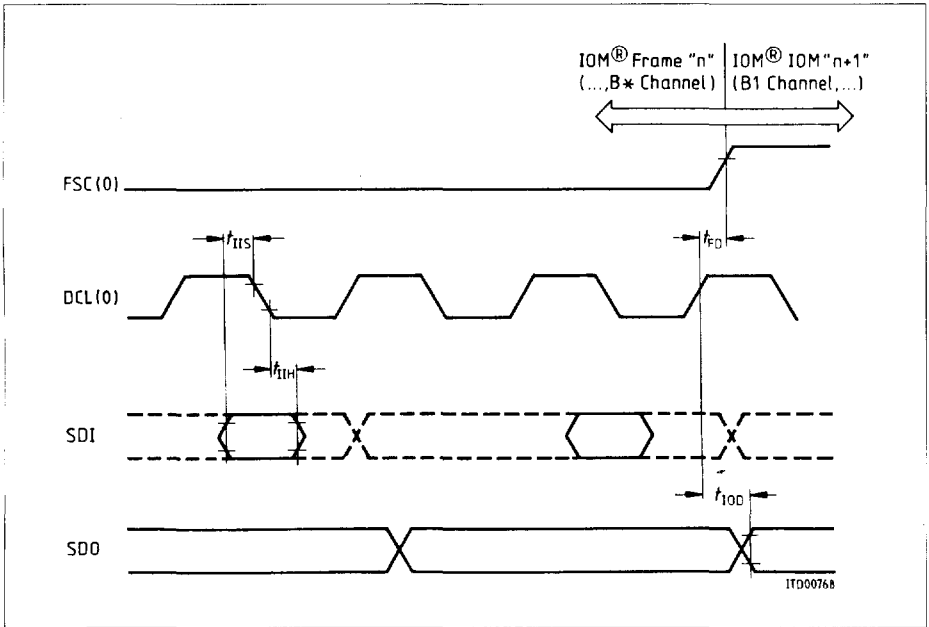 IOM® Frame "n" IOM® IOM "n+1"
(...,B* Channel) (B1 Channel,...)
FSC(0)
tIIS
tFD
DCL(0)
tIIH
SDI
tIOD
SDO
ITD00768